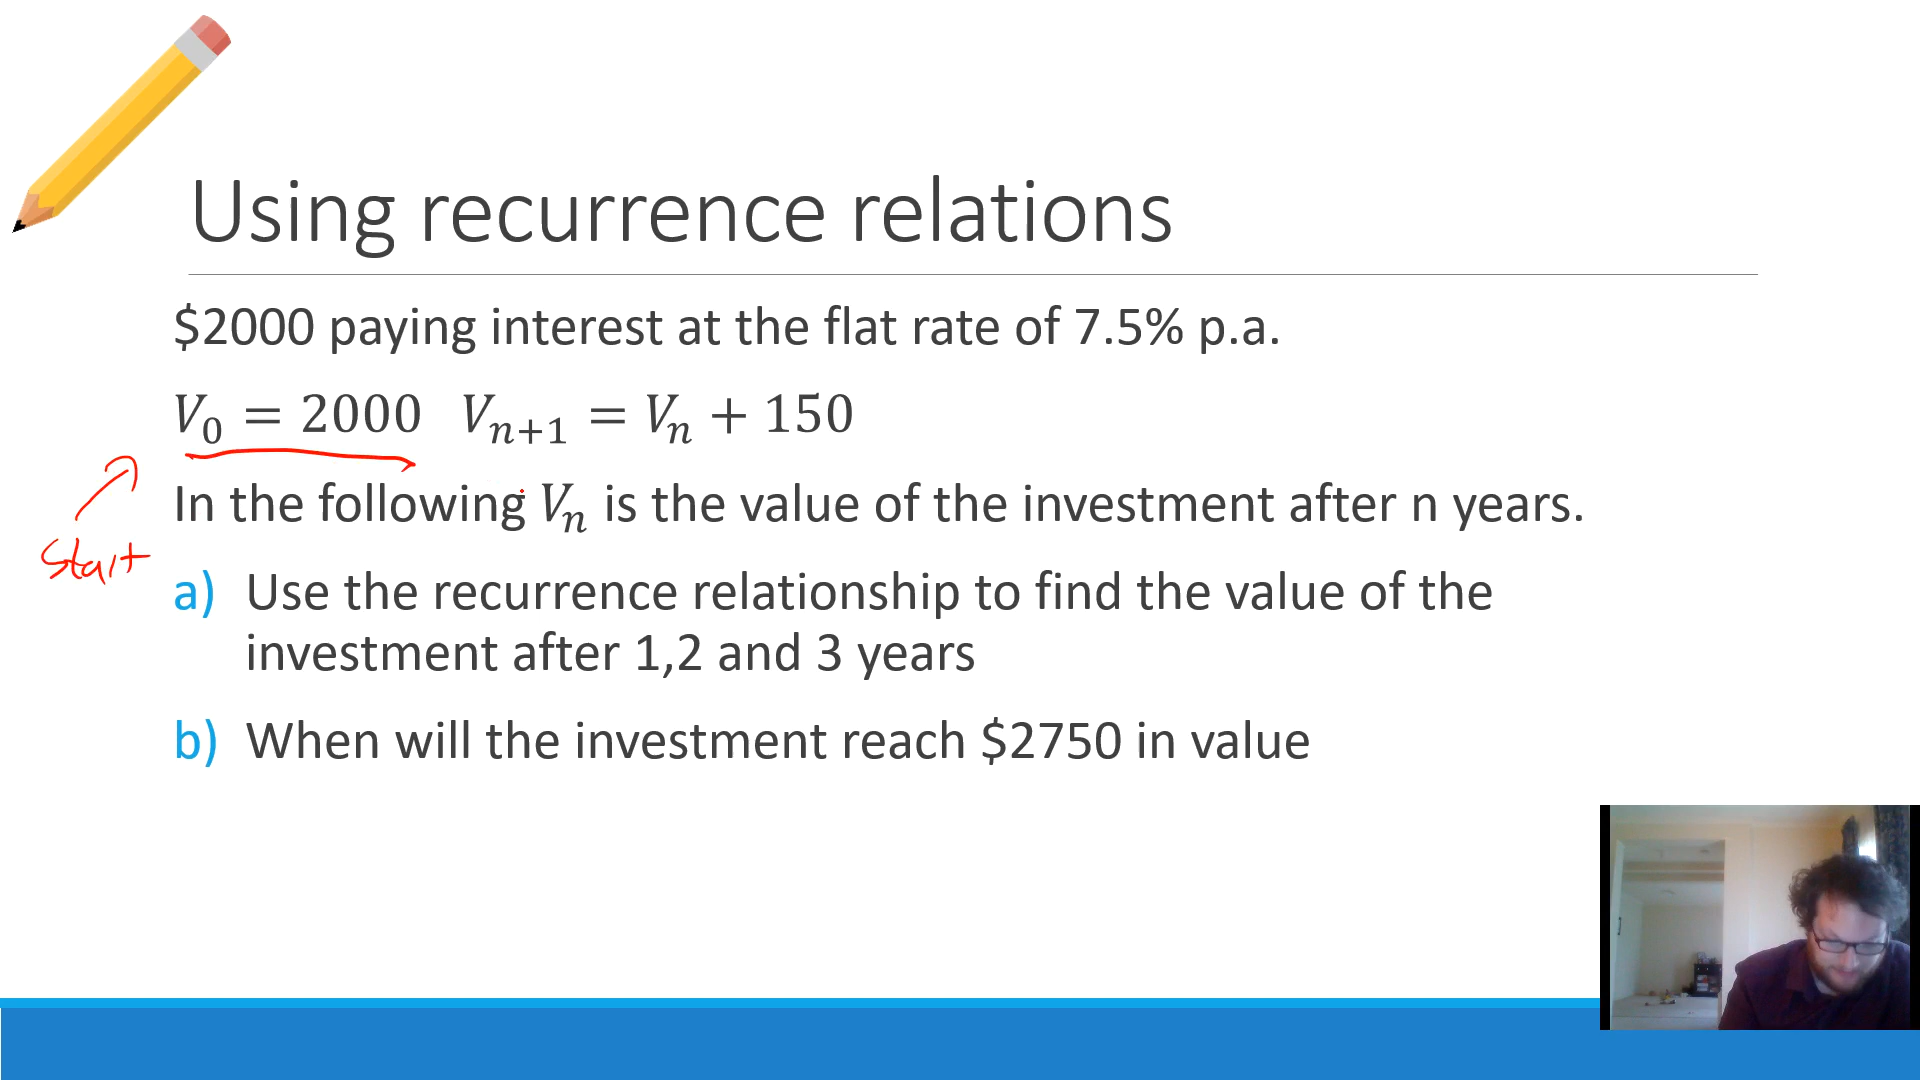 Using recurrence relations
$2000 paying interest at the flat rate of 7.5% p.a.
V₀ = 2000 Vₙ₊₁ = Vₙ + 150
In the following Vₙ is the value of the investment after n years.
Start
a) Use the recurrence relationship to find the value of the
investment after 1,2 and 3 years
b) When will the investment reach $2750 in value